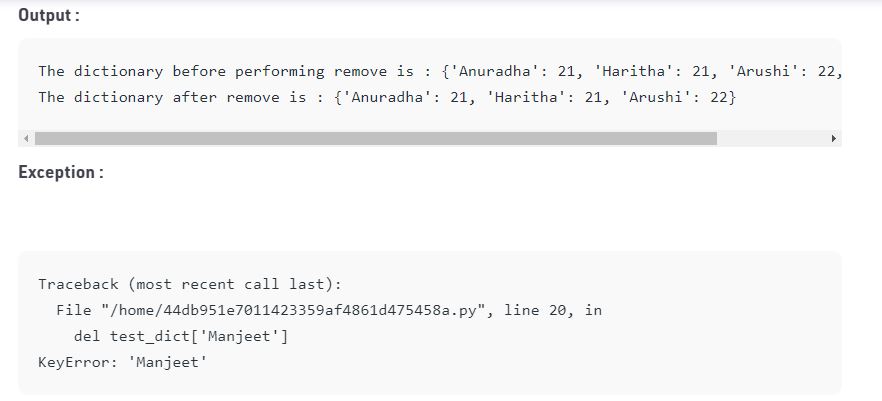 Output :
The dictionary before performing remove is : {'Anuradha': 21, 'Haritha': 21, 'Arushi': 22,
The dictionary after remove is : {'Anuradha': 21, 'Haritha': 21, 'Arushi': 22}
Exception :
Traceback (most recent call last):
  File "/home/44db951e7011423359af4861d475458a.py", line 20, in
    del test_dict['Manjeet']
KeyError: 'Manjeet'